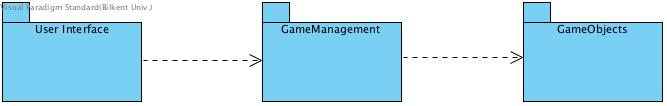 Visual Paradigm Standard(Bilkent Univ.)
User Interface
GameManagement
GameObjects